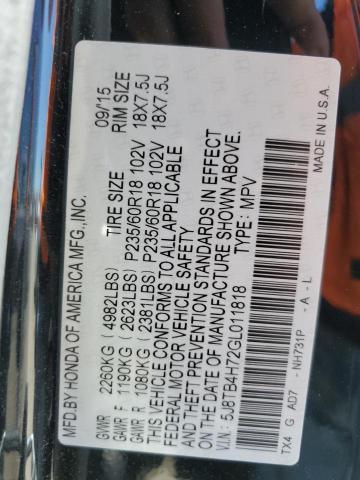 MFD.BY HONDA OF AMERICA MFG.,INC. 09/15
TIRE SIZE RIM SIZE
GVWR 2260KG (4982LBS)
GAWR F 1190KG (2623LBS) P235/60R18 102V 18X7.5J
GAWR R 1080KG (2381LBS) P235/60R18 102V 18X7.5J
THIS VEHICLE CONFORMS TO ALL APPLICABLE
FEDERAL MOTOR VEHICLE SAFETY
AND THEFT PREVENTION STANDARDS IN EFFECT
ON THE DATE OF MANUFACTURE SHOWN ABOVE.
V.I.N.: 5J8TB4H72GL011818 TYPE: MPV
TX4 G AD7 - NH731P - A - L MADE IN U.S.A.